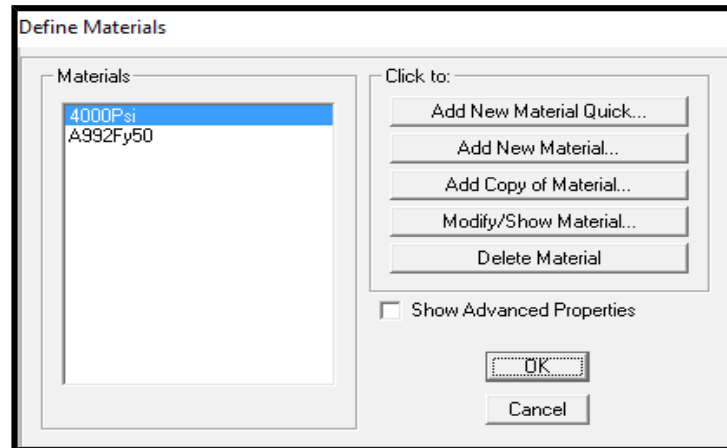 Define Materials
Materials
4000Psi
A992Fy50
Click to:
Add New Material Quick...
Add New Material...
Add Copy of Material...
Modify/Show Material...
Delete Material
Show Advanced Properties
OK
Cancel